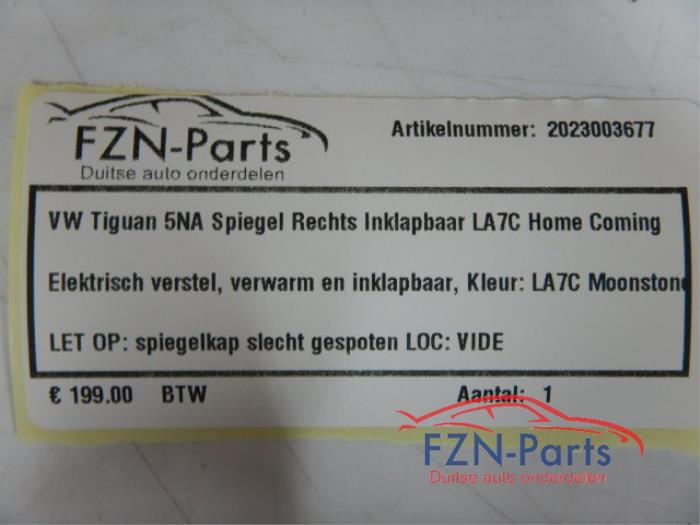 FZN-Parts
Duitse auto onderdelen
Artikelnummer: 2023003677
VW Tiguan 5NA Spiegel Rechts Inklapbaar LA7C Home Coming
Elektrisch verstel, verwarm en inklapbaar, Kleur: LA7C Moonstone
LET OP: spiegelkap slecht gespoten LOC: VIDE
€ 199.00 BTW Aantal: 1
FZN-Parts
Duitse auto onderdelen